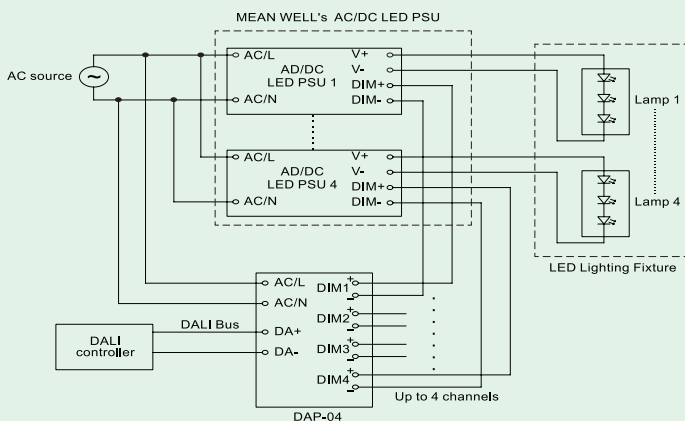 MEAN WELL's AC/DC LED PSU
AC source
~
AC/L
AC/N
AD/DC
LED PSU 1
V+
V-
DIM+
DIM-
Lamp 1
AC/L
AC/N
AD/DC
LED PSU 4
V+
V-
DIM+
DIM-
Lamp 4
LED Lighting Fixture
DALI
controller
DALI Bus
AC/L
AC/N
DA+
DA-
DIM1
+
-
DIM2
+
-
DIM3
+
-
DIM4
+
-
Up to 4 channels
DAP-04